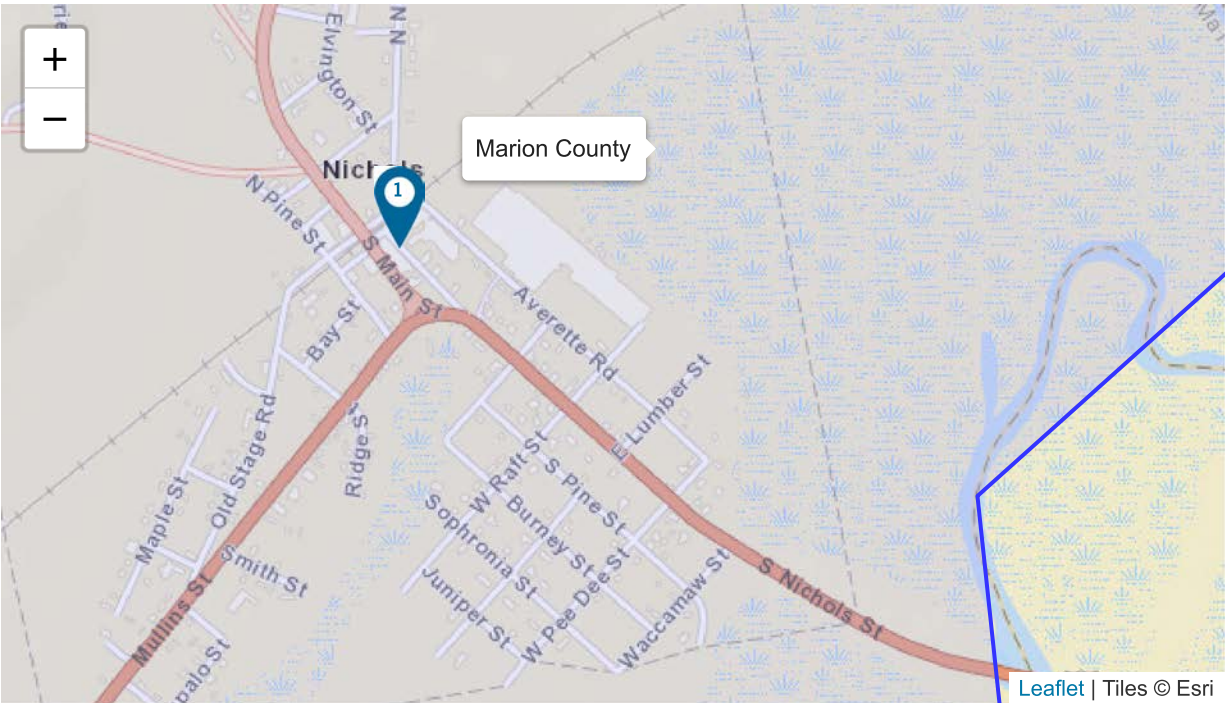 +
−
Elvington St
N N
Marion County
Nichols
1
N Pine St
S Main St
Bay St
Averette Rd
E Lumber St
Old Stage Rd
Ridge S
Maple St
W Raft St
S Pine St
Burney St
Sophronia St
Smith St
Juniper St
W Pee Dee St
Waccamaw St
S Nichols St
Mullins St
palo St
Leaflet | Tiles © Esri